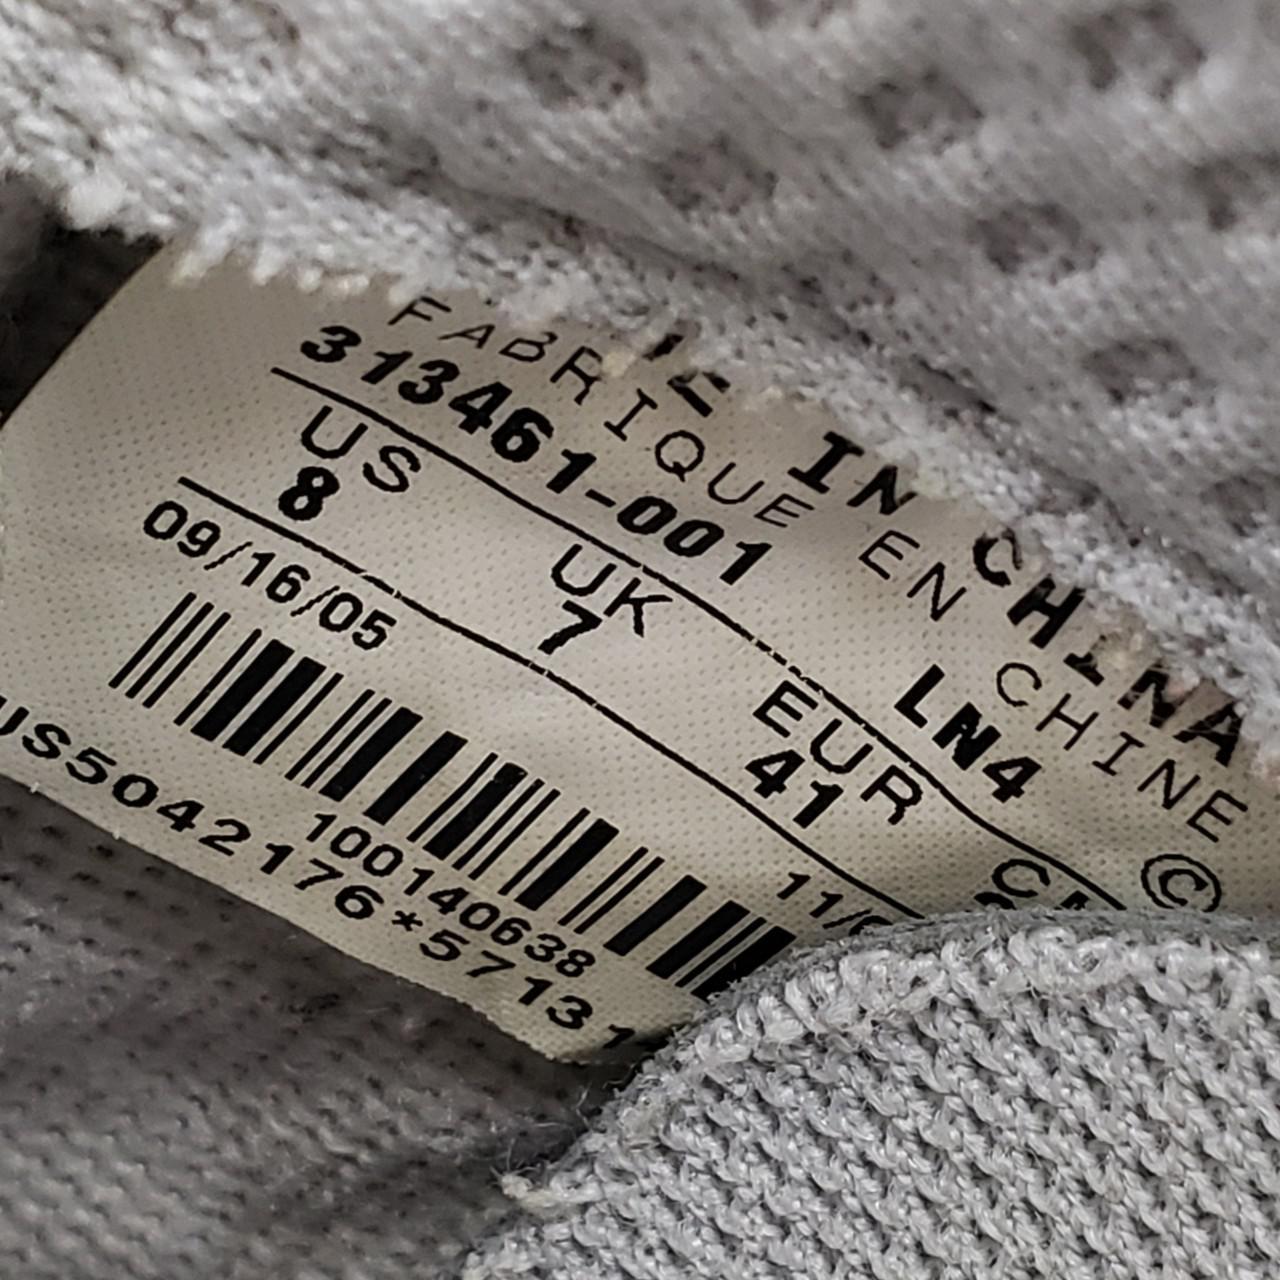 IN CHINA
FABRIQUE EN CHINE ©
313461-001 LN4
US UK EUR
8 7 41
09/16/05
100140638
US5042176*5713